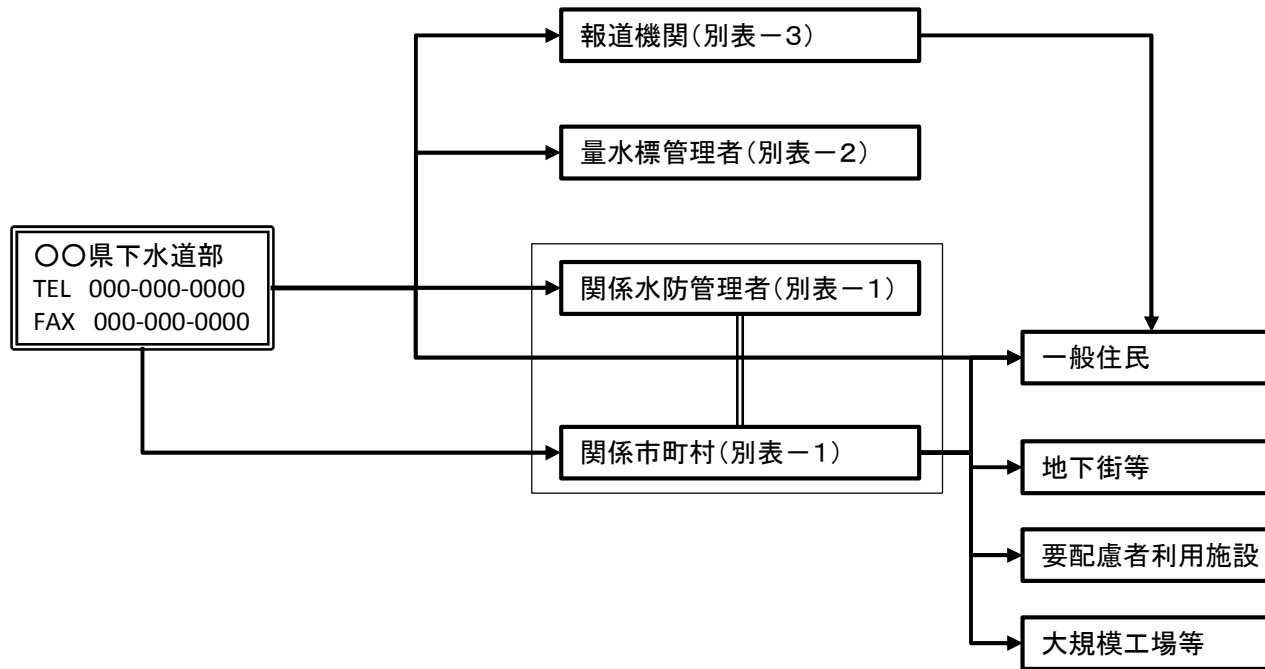 報道機関(別表－3)
量水標管理者(別表－2)
〇〇県下水道部
TEL 000-000-0000
FAX 000-000-0000
関係水防管理者(別表－1)
一般住民
関係市町村(別表－1)
地下街等
要配慮者利用施設
大規模工場等